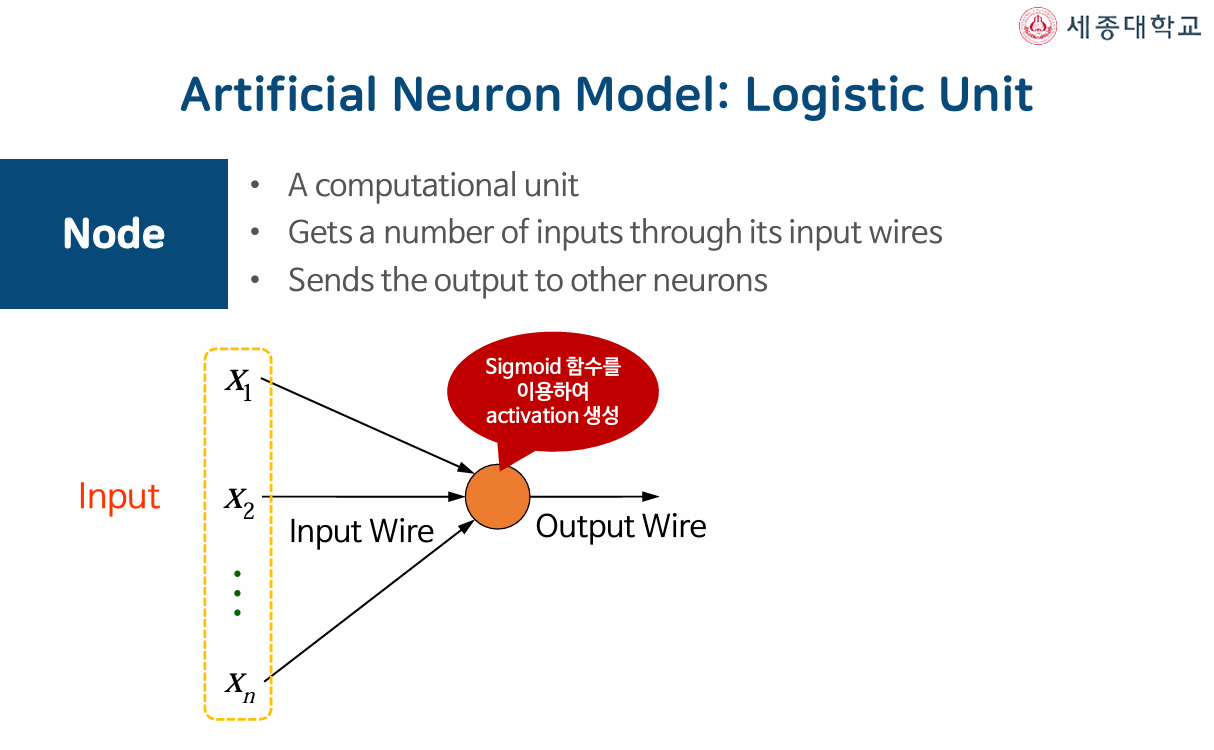 세종대학교
Artificial Neuron Model: Logistic Unit
Node
• A computational unit
• Gets a number of inputs through its input wires
• Sends the output to other neurons
Sigmoid 함수를
이용하여
activation 생성
x1
Input
x2
Input Wire
Output Wire
⋮
xn